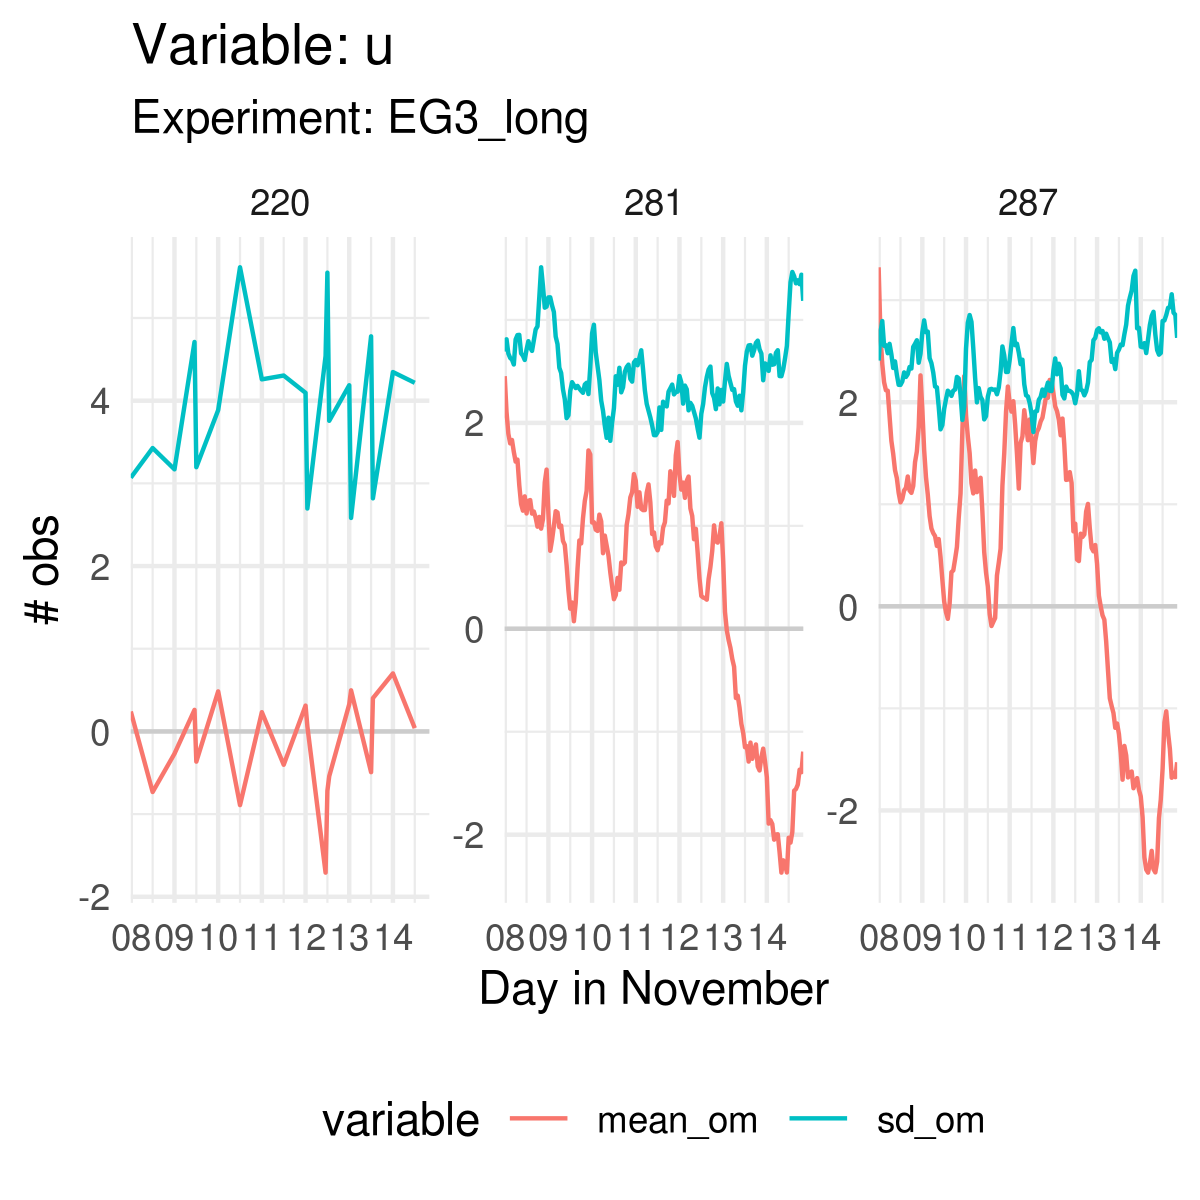 Variable: u
Experiment: EG3_long
220 281 287
4
2
0
-2
2
0
-2
2
0
-2
08 09 10 11 12 13 14 08 09 10 11 12 13 14 08 09 10 11 12 13 14
# obs
Day in November
variable mean_om sd_om